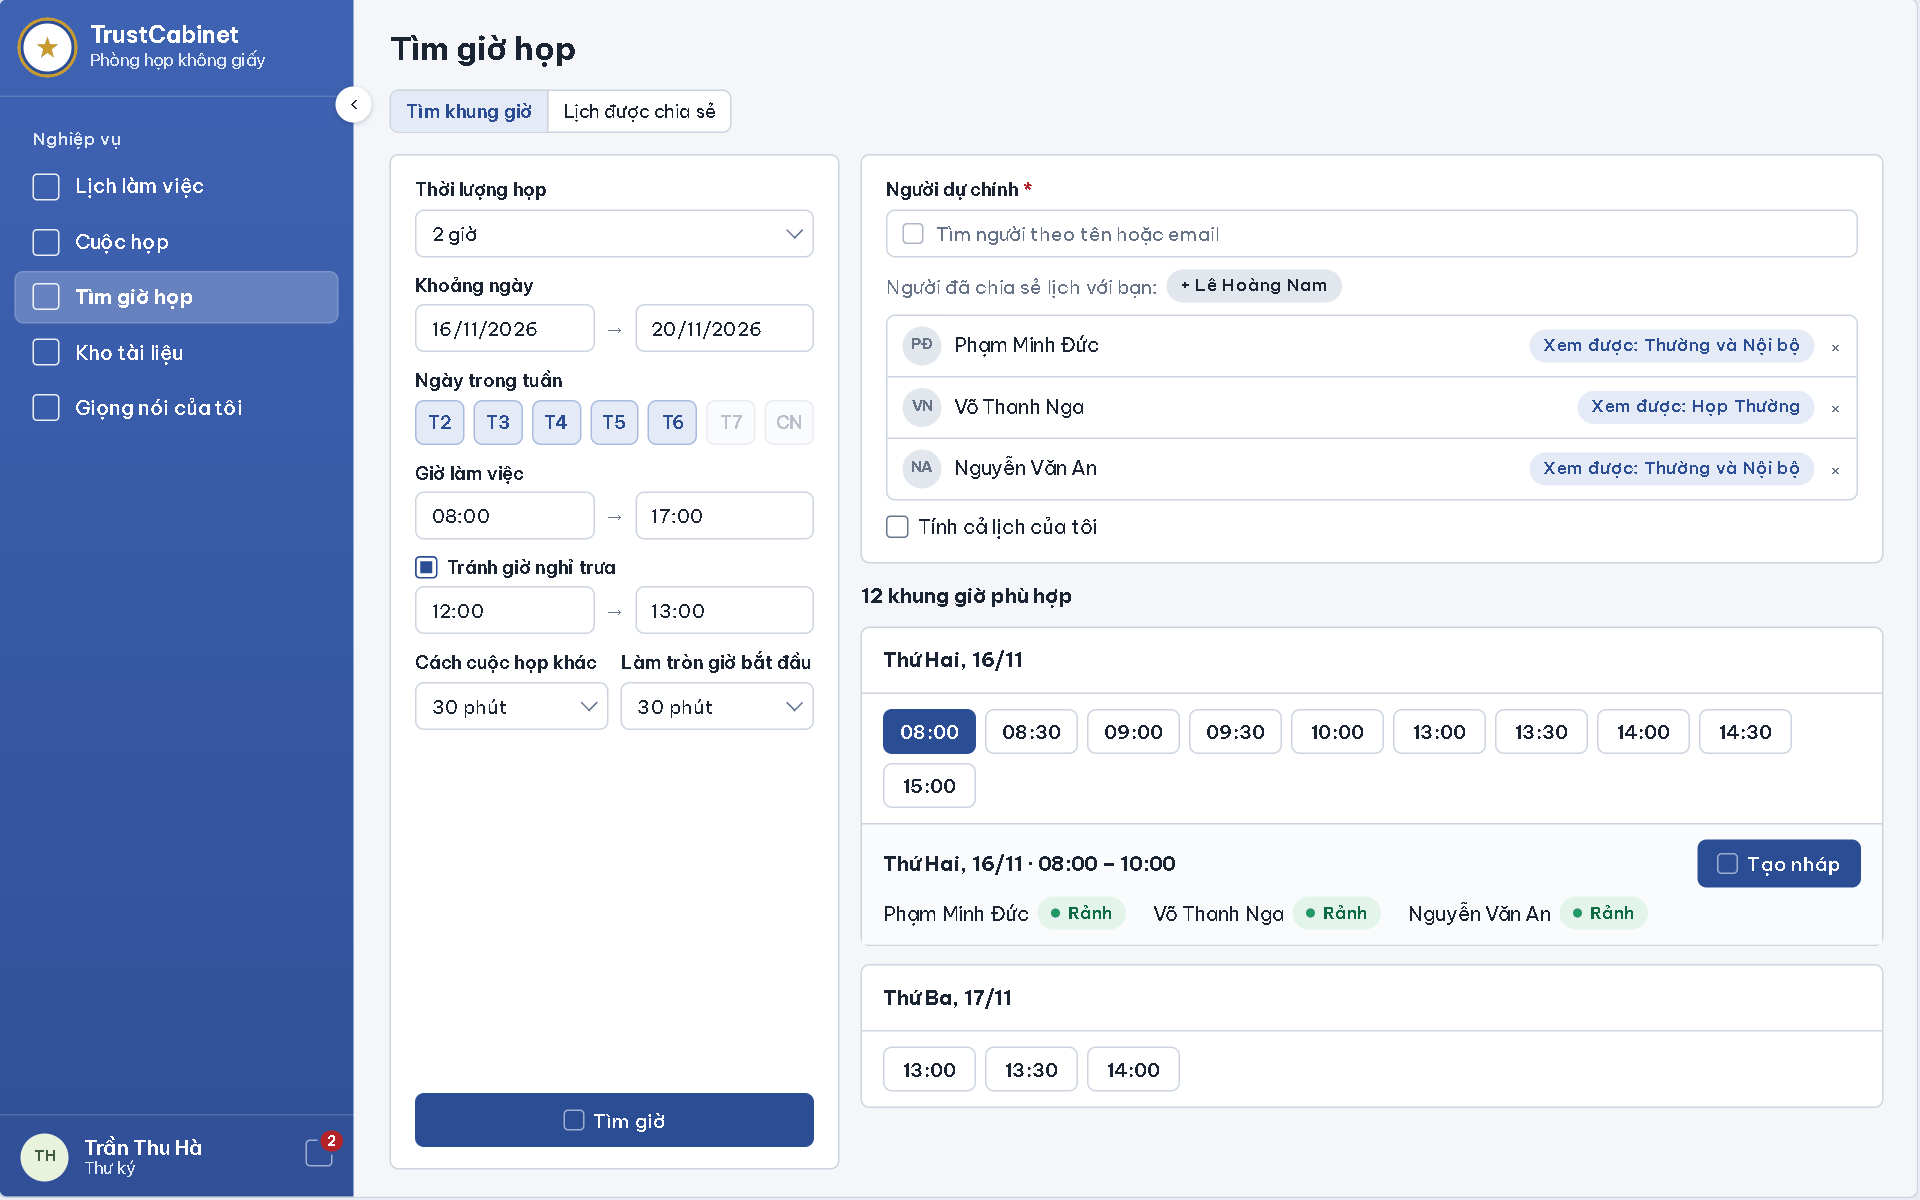 TrustCabinet
Phòng họp không giấy
Nghiệp vụ
Lịch làm việc
Cuộc họp
Tìm giờ họp
Kho tài liệu
Giọng nói của tôi
TH
Trần Thu Hà
Thư ký
2
Tìm giờ họp
Tìm khung giờ
Lịch được chia sẻ
Thời lượng họp
2 giờ
Khoảng ngày
16/11/2026 → 20/11/2026
Ngày trong tuần
T2 T3 T4 T5 T6 T7 CN
Giờ làm việc
08:00 → 17:00
Tránh giờ nghỉ trưa
12:00 → 13:00
Cách cuộc họp khác Làm tròn giờ bắt đầu
30 phút 30 phút
Tìm giờ
Người dự chính *
Tìm người theo tên hoặc email
Người đã chia sẻ lịch với bạn: + Lê Hoàng Nam
PĐ Phạm Minh Đức Xem được: Thường và Nội bộ ×
VN Võ Thanh Nga Xem được: Họp Thường ×
NA Nguyễn Văn An Xem được: Thường và Nội bộ ×
Tính cả lịch của tôi
12 khung giờ phù hợp
Thứ Hai, 16/11
08:00 08:30 09:00 09:30 10:00 13:00 13:30 14:00 14:30
15:00
Thứ Hai, 16/11 · 08:00 – 10:00
Tạo nháp
Phạm Minh Đức Rảnh Võ Thanh Nga Rảnh Nguyễn Văn An Rảnh
Thứ Ba, 17/11
13:00 13:30 14:00